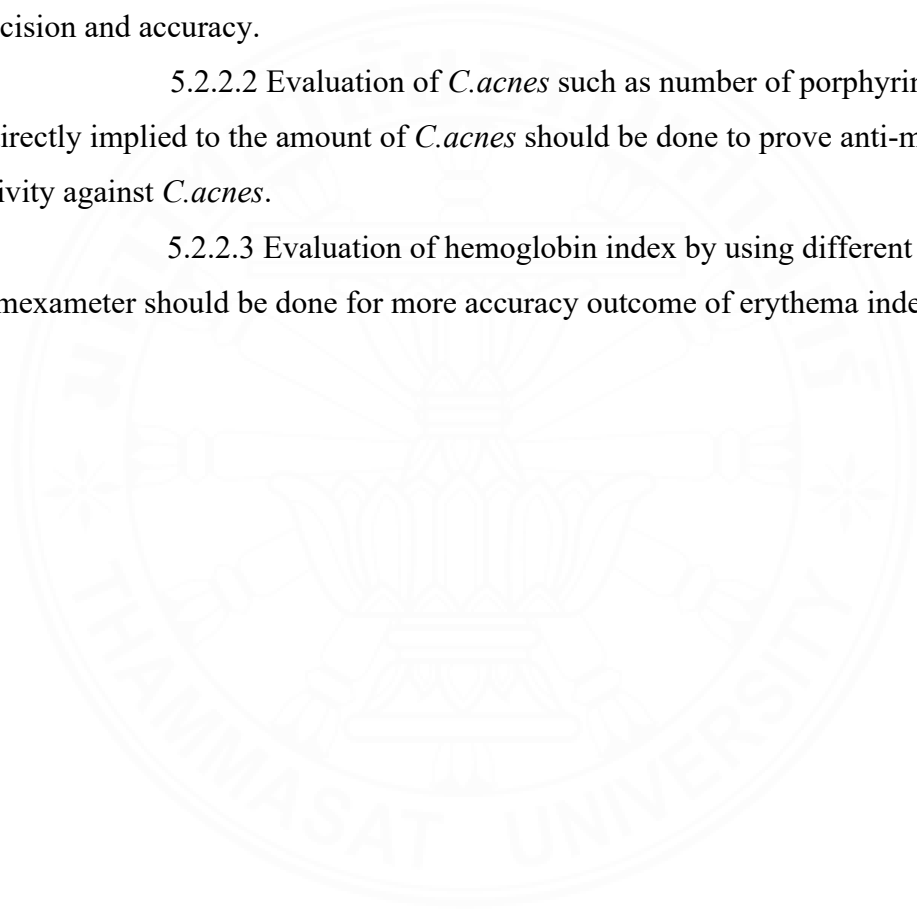 cision and accuracy.
5.2.2.2 Evaluation of C.acnes such as number of porphyrin
irectly implied to the amount of C.acnes should be done to prove anti-m
ivity against C.acnes.
5.2.2.3 Evaluation of hemoglobin index by using different
mexameter should be done for more accuracy outcome of erythema inde
THAMMASAT UNIVERSITY